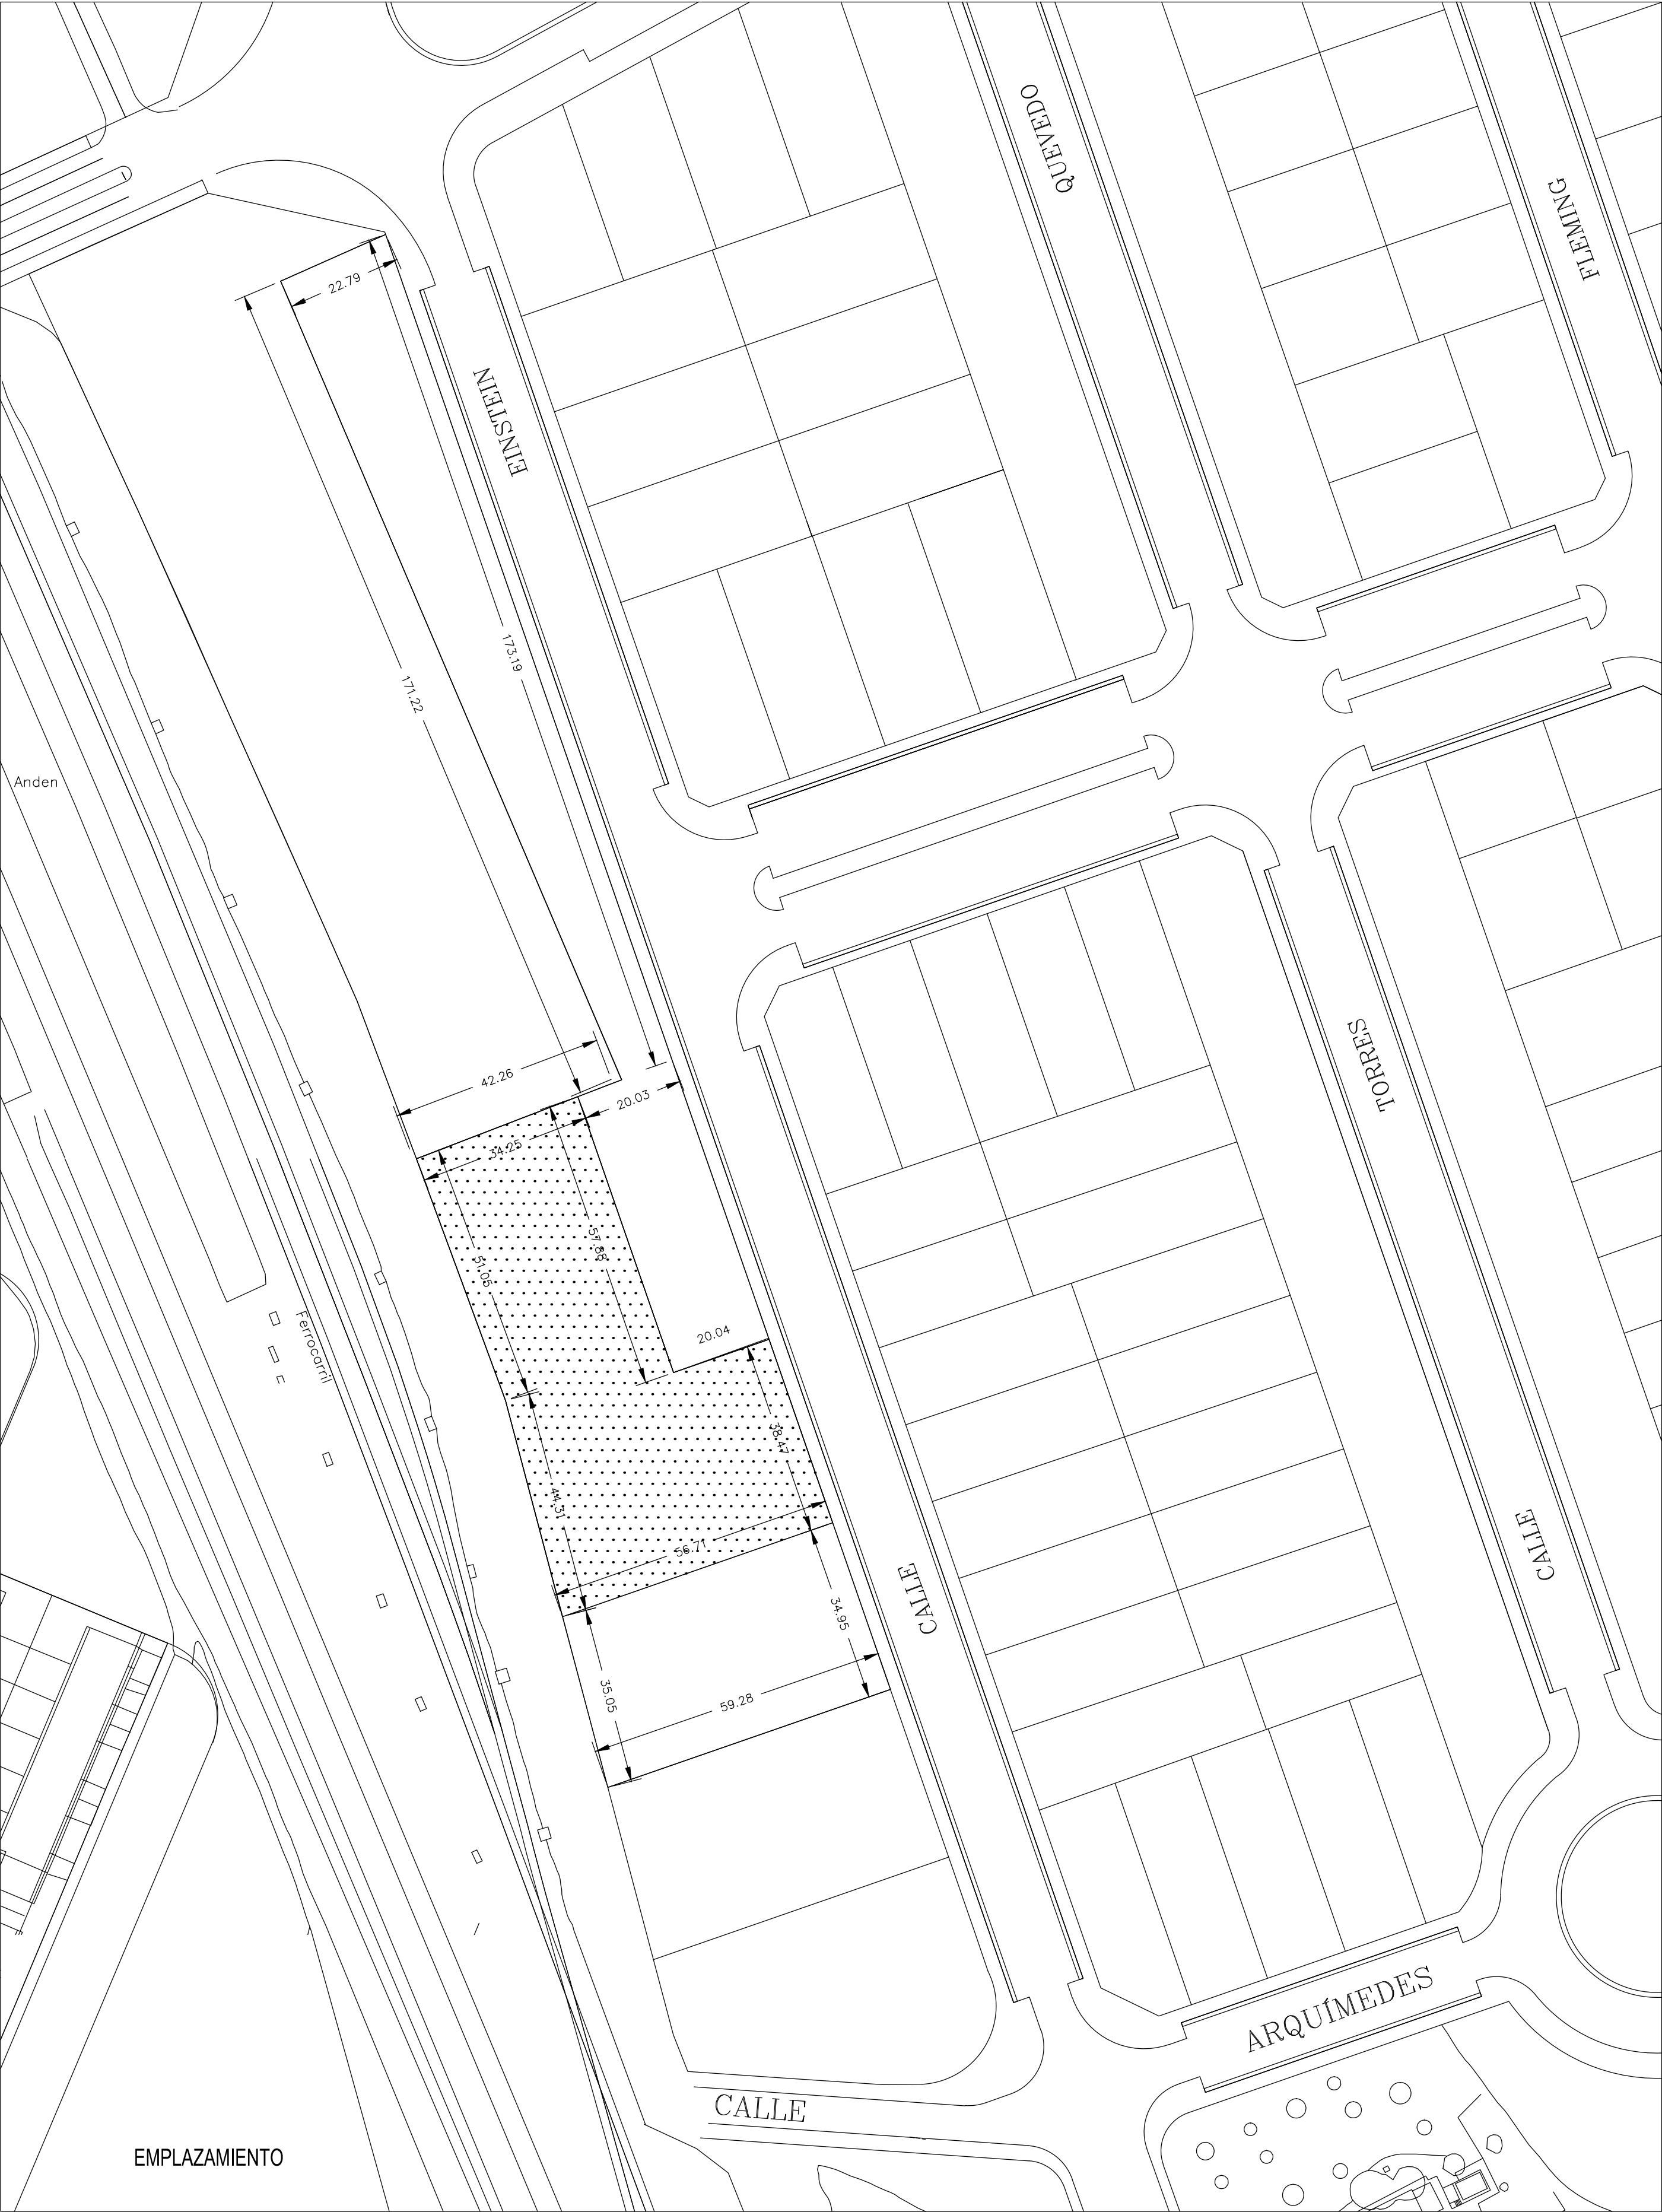 QUEVEDO
FLEMING
22.79
EINSTEIN
173.19
171.22
Anden
42.26
20.03
34.25
TORRES
57.88
51.05
Ferrocarril
20.04
38.47
44.31
56.71
CALLE
CALLE
34.95
35.05
59.28
ARQUÍMEDES
CALLE
EMPLAZAMIENTO